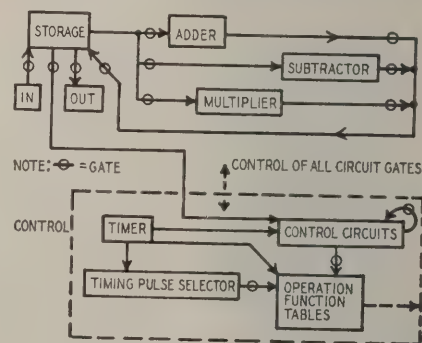 STORAGE
ADDER
SUBTRACTOR
MULTIPLIER
IN
OUT
NOTE: = GATE
CONTROL OF ALL CIRCUIT GATES
CONTROL
TIMER
CONTROL CIRCUITS
TIMING PULSE SELECTOR
OPERATION
FUNCTION
TABLES